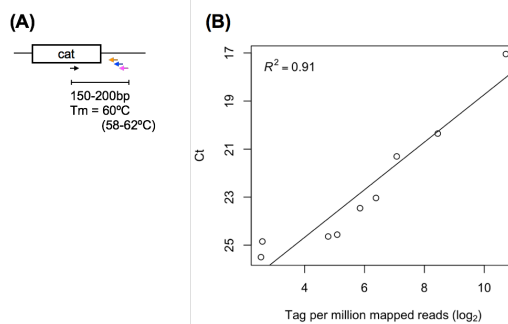 (A)
cat
150-200bp
Tm = 60ºC
(58-62ºC)
(B)
R² = 0.91
Ct
17
19
21
23
25
4 6 8 10
Tag per million mapped reads (log₂)